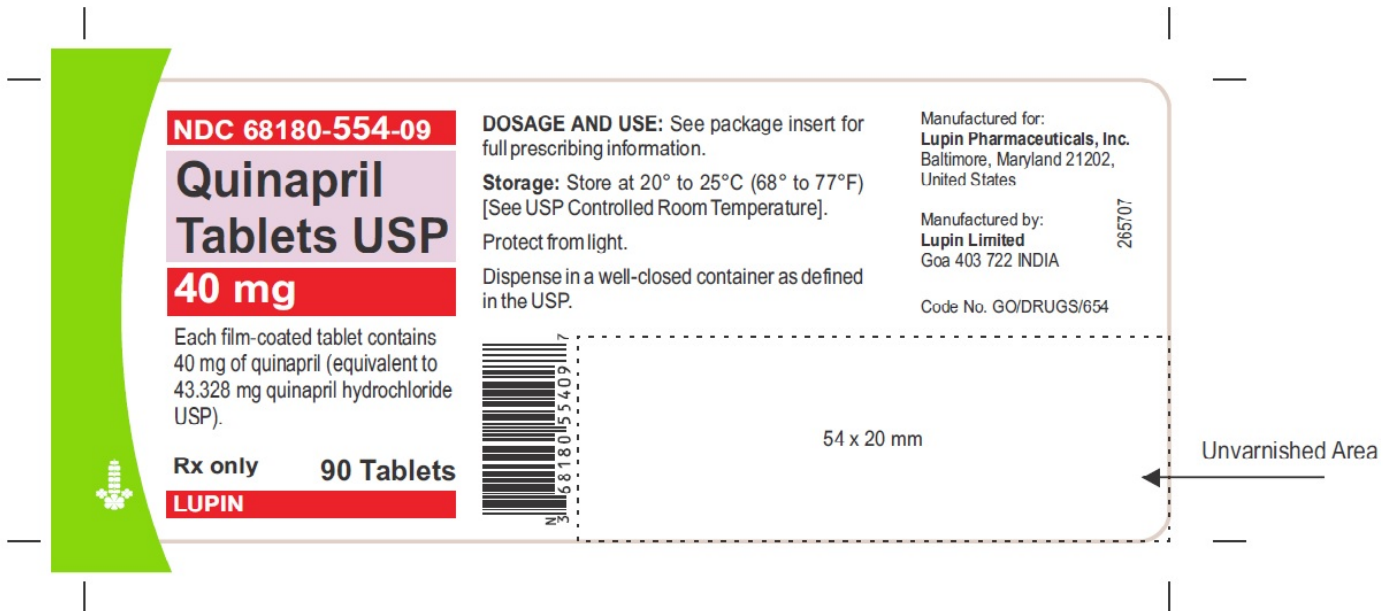 NDC 68180-554-09
Quinapril
Tablets USP
40 mg
Each film-coated tablet contains
40 mg of quinapril (equivalent to
43.328 mg quinapril hydrochloride
USP).
Rx only 90 Tablets
LUPIN
DOSAGE AND USE: See package insert for
full prescribing information.
Storage: Store at 20° to 25°C (68° to 77°F)
[See USP Controlled Room Temperature].
Protect from light.
Dispense in a well-closed container as defined
in the USP.
N
3 68180 55409 7
Manufactured for:
Lupin Pharmaceuticals, Inc.
Baltimore, Maryland 21202,
United States
Manufactured by:
Lupin Limited
Goa 403 722 INDIA
Code No. GO/DRUGS/654
265707
54 x 20 mm
Unvarnished Area